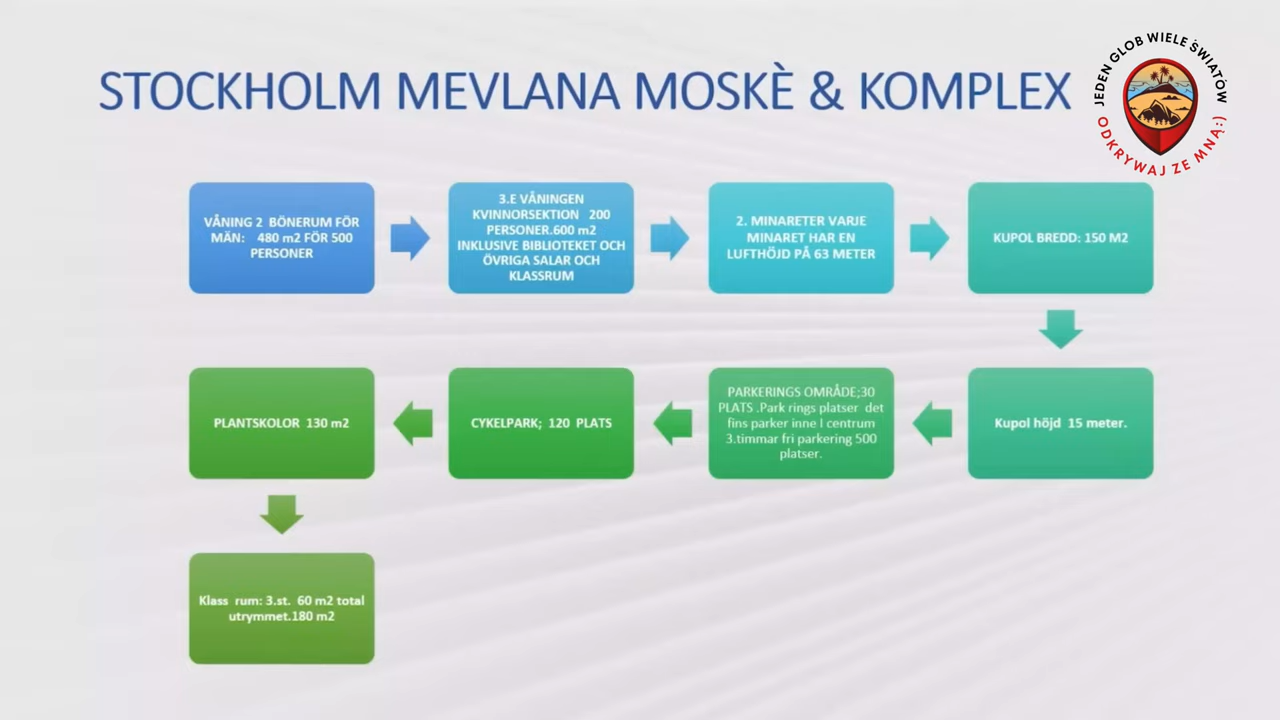 STOCKHOLM MEVLANA MOSKÈ & KOMPLEX
JEDEN GLOB WIELE ŚWIATÓW
ODKRYWAJ ZE MNĄ:)
VÅNING 2 BÖNERUM FÖR
MÄN: 480 m2 FÖR 500
PERSONER
3.E VÅNINGEN
KVINNORSEKTION 200
PERSONER.600 m2
INKLUSIVE BIBLIOTEKET OCH
ÖVRIGA SALAR OCH
KLASSRUM
2. MINARETER VARJE
MINARET HAR EN
LUFTHÖJD PÅ 63 METER
KUPOL BREDD: 150 M2
Kupol höjd 15 meter.
PARKERINGS OMRÅDE;30
PLATS .Park rings platser det
fins parker inne I centrum
3.timmar fri parkering 500
platser.
CYKELPARK; 120 PLATS
PLANTSKOLOR 130 m2
Klass rum: 3.st. 60 m2 total
utrymmet.180 m2